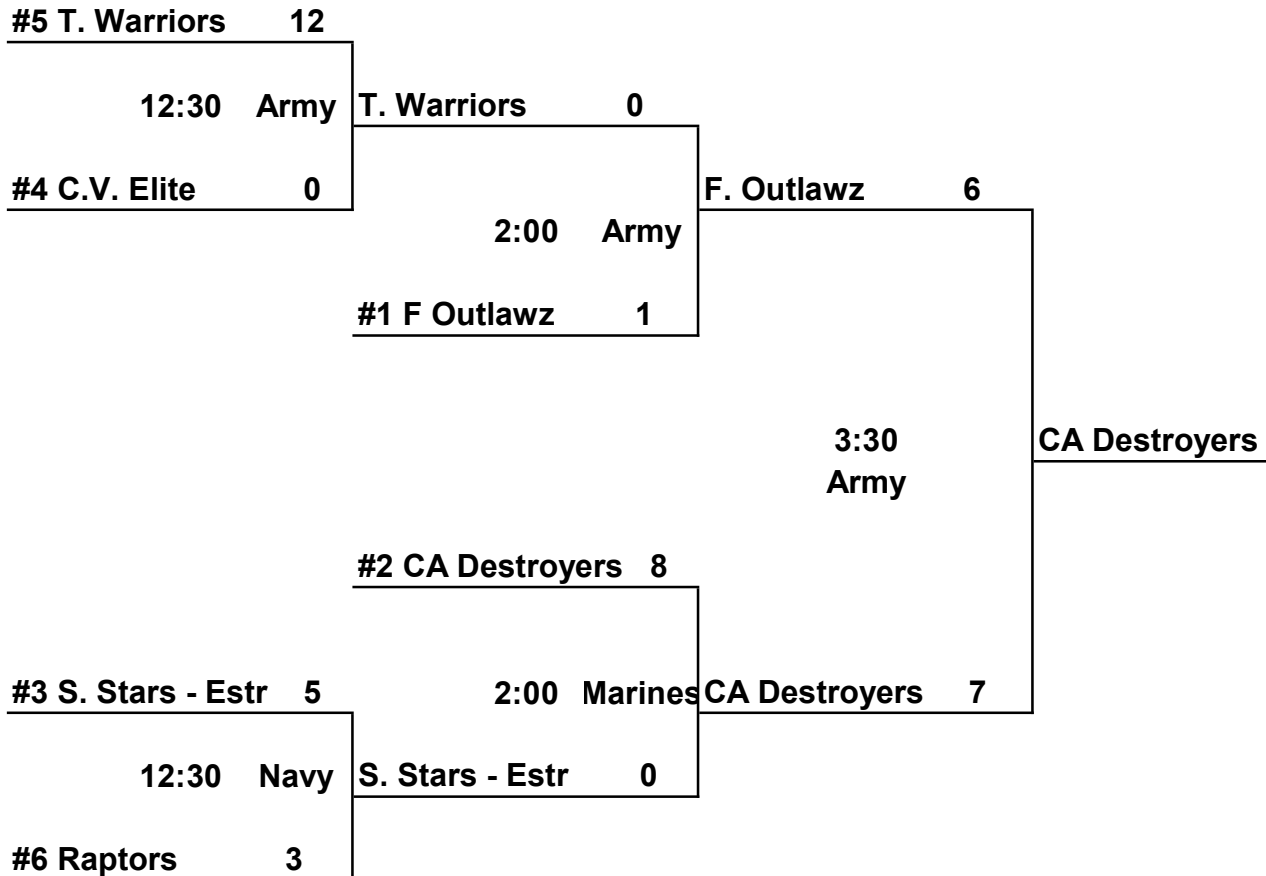 #5 T. Warriors 12
12:30 Army
T. Warriors 0
#4 C.V. Elite 0
F. Outlawz 6
2:00 Army
#1 F Outlawz 1
3:30
Army
CA Destroyers
#2 CA Destroyers 8
#3 S. Stars - Estr 5
2:00 Marines
CA Destroyers 7
12:30 Navy
S. Stars - Estr 0
#6 Raptors 3